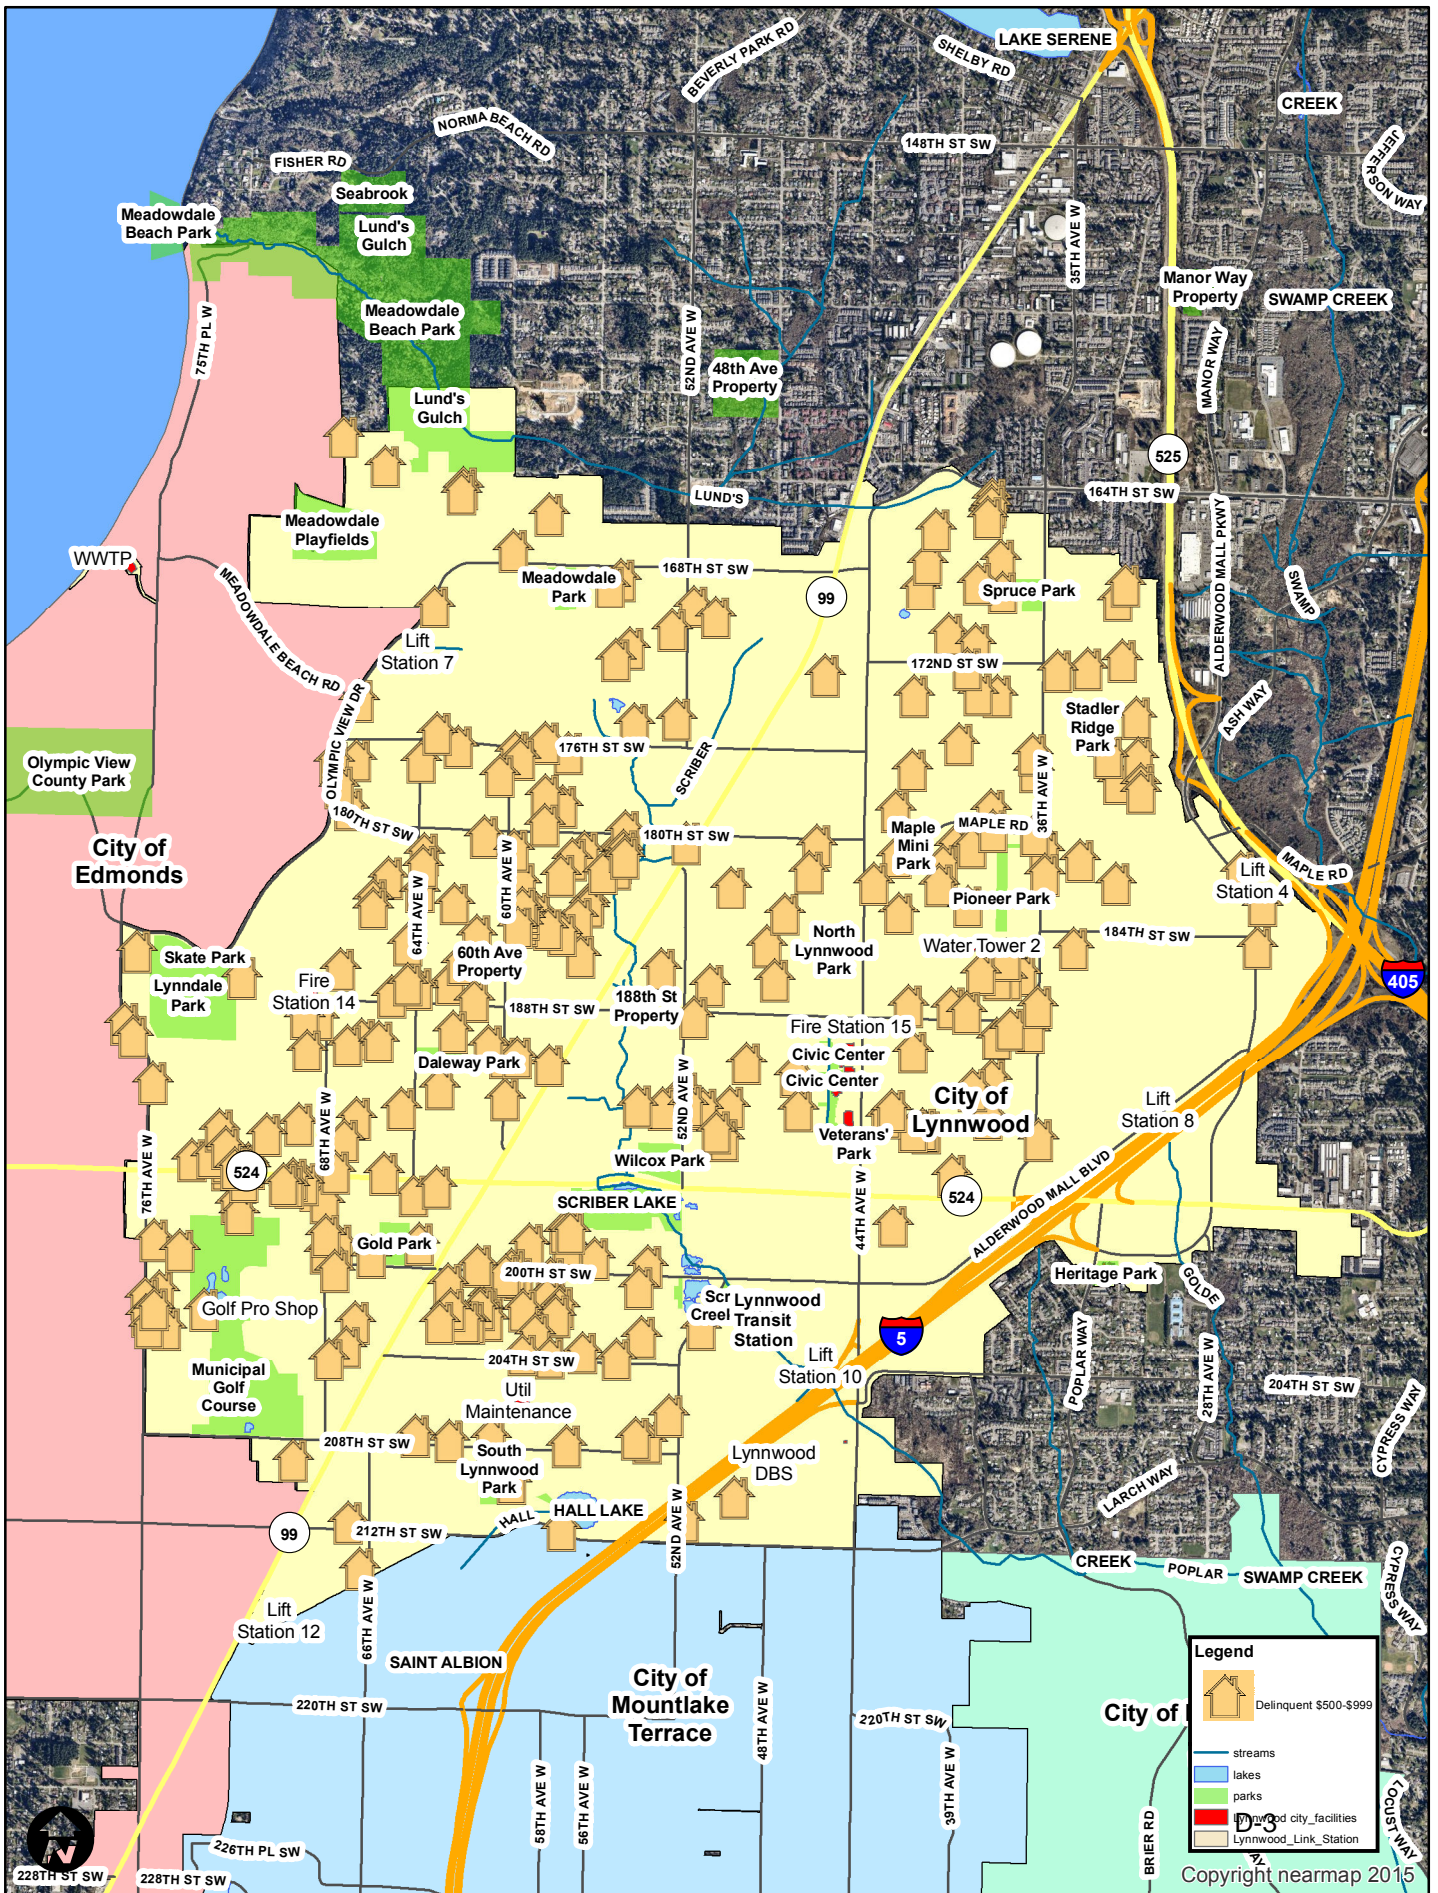 LAKE SERENE
BEVERLY PARK RD
SHELBY RD
CREEK
NORMA BEACH RD
148TH ST SW
JEFFERSON WAY
FISHER RD
Seabrook
Meadowdale
Beach Park
Lund's
Gulch
35TH AVE W
Manor Way
Property
SWAMP CREEK
75TH PL W
Meadowdale
Beach Park
52ND AVE W
48th Ave
Property
MANOR WAY
Lund's
Gulch
525
LUND'S
164TH ST SW
Meadowdale
Playfields
ALDERWOOD MALL PKWY
WWTP
168TH ST SW
Meadowdale
Park
99
Spruce Park
SWAMP
MEADOWDALE BEACH RD
Lift
Station 7
172ND ST SW
OLYMPIC VIEW DR
Stadler
Ridge
Park
ASH WAY
176TH ST SW
SCRIBER
Olympic View
County Park
36TH AVE W
180TH ST SW
180TH ST SW
MAPLE RD
Maple
Mini
Park
City of
Edmonds
MAPLE RD
Lift
Station 4
60TH AVE W
64TH AVE W
Pioneer Park
North
Lynnwood
Park
Water Tower 2
184TH ST SW
Skate Park
Lynndale
Park
60th Ave
Property
Fire
Station 14
405
188TH ST SW
188th St
Property
Fire Station 15
Civic Center
Civic Center
Daleway Park
52ND AVE W
City of
Lynnwood
Lift
Station 8
68TH AVE W
Veterans'
Park
76TH AVE W
524
Wilcox Park
SCRIBER LAKE
524
44TH AVE W
ALDERWOOD MALL BLVD
Gold Park
200TH ST SW
Heritage Park
GOLDE
Golf Pro Shop
Scr
Creel
Lynnwood
Transit
Station
5
POPLAR WAY
28TH AVE W
204TH ST SW
Lift
Station 10
204TH ST SW
Municipal
Golf
Course
Util
Maintenance
CYPRESS WAY
208TH ST SW
South
Lynnwood
Park
Lynnwood
DBS
LARCH WAY
HALL
HALL LAKE
99
212TH ST SW
52ND AVE W
CREEK
POPLAR
SWAMP CREEK
CYPRESS WAY
Lift
Station 12
66TH AVE W
SAINT ALBION
City of
Mountlake
Terrace
48TH AVE W
220TH ST SW
220TH ST SW
City of
58TH AVE W
56TH AVE W
39TH AVE W
BRIER RD
LOCUST WAY
Legend
Delinquent $500-$999
streams
lakes
parks
Lynnwood city_facilities
D-3
Lynnwood_Link_Station
N
226TH PL SW
228TH ST SW
228TH ST SW
Copyright nearmap 2015